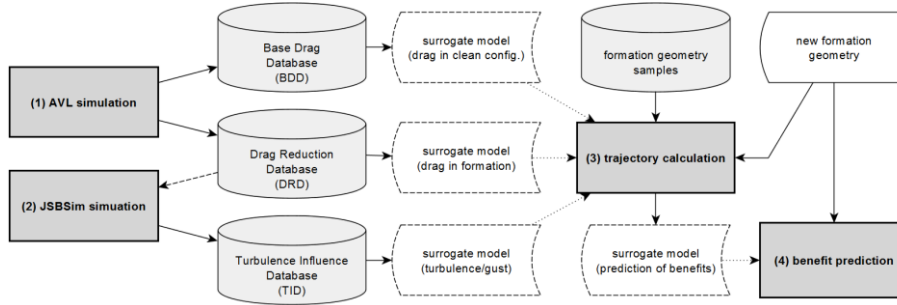 (1) AVL simulation
(2) JSBSim simuation
Base Drag
Database
(BDD)
Drag Reduction
Database
(DRD)
Turbulence Influence
Database
(TID)
surrogate model
(drag in clean config.)
surrogate model
(drag in formation)
surrogate model
(turbulence/gust)
formation geometry
samples
(3) trajectory calculation
surrogate model
(prediction of benefits)
new formation
geometry
(4) benefit prediction